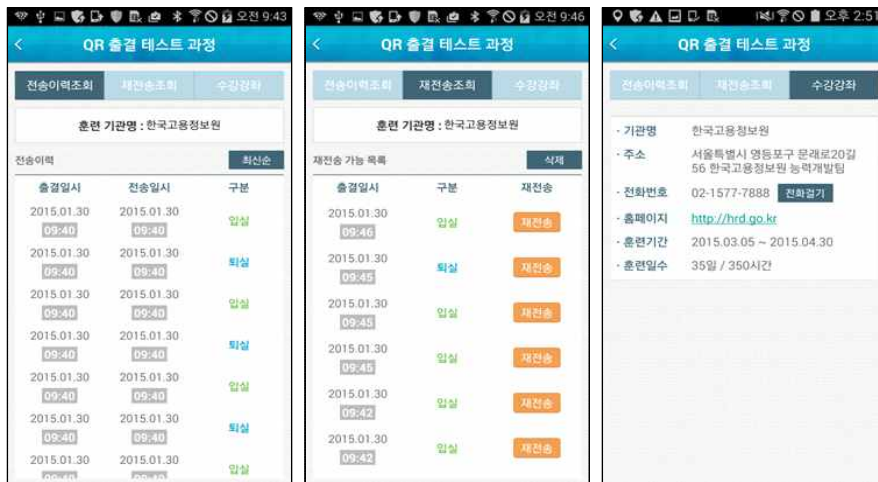 오전 9:43
QR 출결 테스트 과정
전송이력조회 재전송조회 수강강좌
훈련 기관명 : 한국고용정보원
전송이력 최신순
출결일시 전송일시 구분
2015.01.30 2015.01.30
09:40 09:40 입실
2015.01.30 2015.01.30
09:40 09:40 퇴실
2015.01.30 2015.01.30
09:40 09:40 입실
2015.01.30 2015.01.30
09:40 09:40 퇴실
2015.01.30 2015.01.30
09:40 09:40 입실
2015.01.30 2015.01.30
09:40 09:40 퇴실
2015.01.30 2015.01.30
09:40 09:40 입실
오전 9:46
QR 출결 테스트 과정
전송이력조회 재전송조회 수강강좌
훈련 기관명 : 한국고용정보원
재전송 가능 목록 삭제
출결일시 구분 재전송
2015.01.30
09:46 입실 재전송
2015.01.30
09:45 퇴실 재전송
2015.01.30
09:45 입실 재전송
2015.01.30
09:45 입실 재전송
2015.01.30
09:42 입실 재전송
2015.01.30
09:42 입실 재전송
오후 2:51
QR 출결 테스트 과정
전송이력조회 재전송조회 수강강좌
· 기관명 한국고용정보원
· 주소 서울특별시 영등포구 문래로20길
56 한국고용정보원 능력개발팀
· 전화번호 02-1577-7888 전화걸기
· 홈페이지 http://hrd.go.kr
· 훈련기간 2015.03.05 ~ 2015.04.30
· 훈련일수 35일 / 350시간